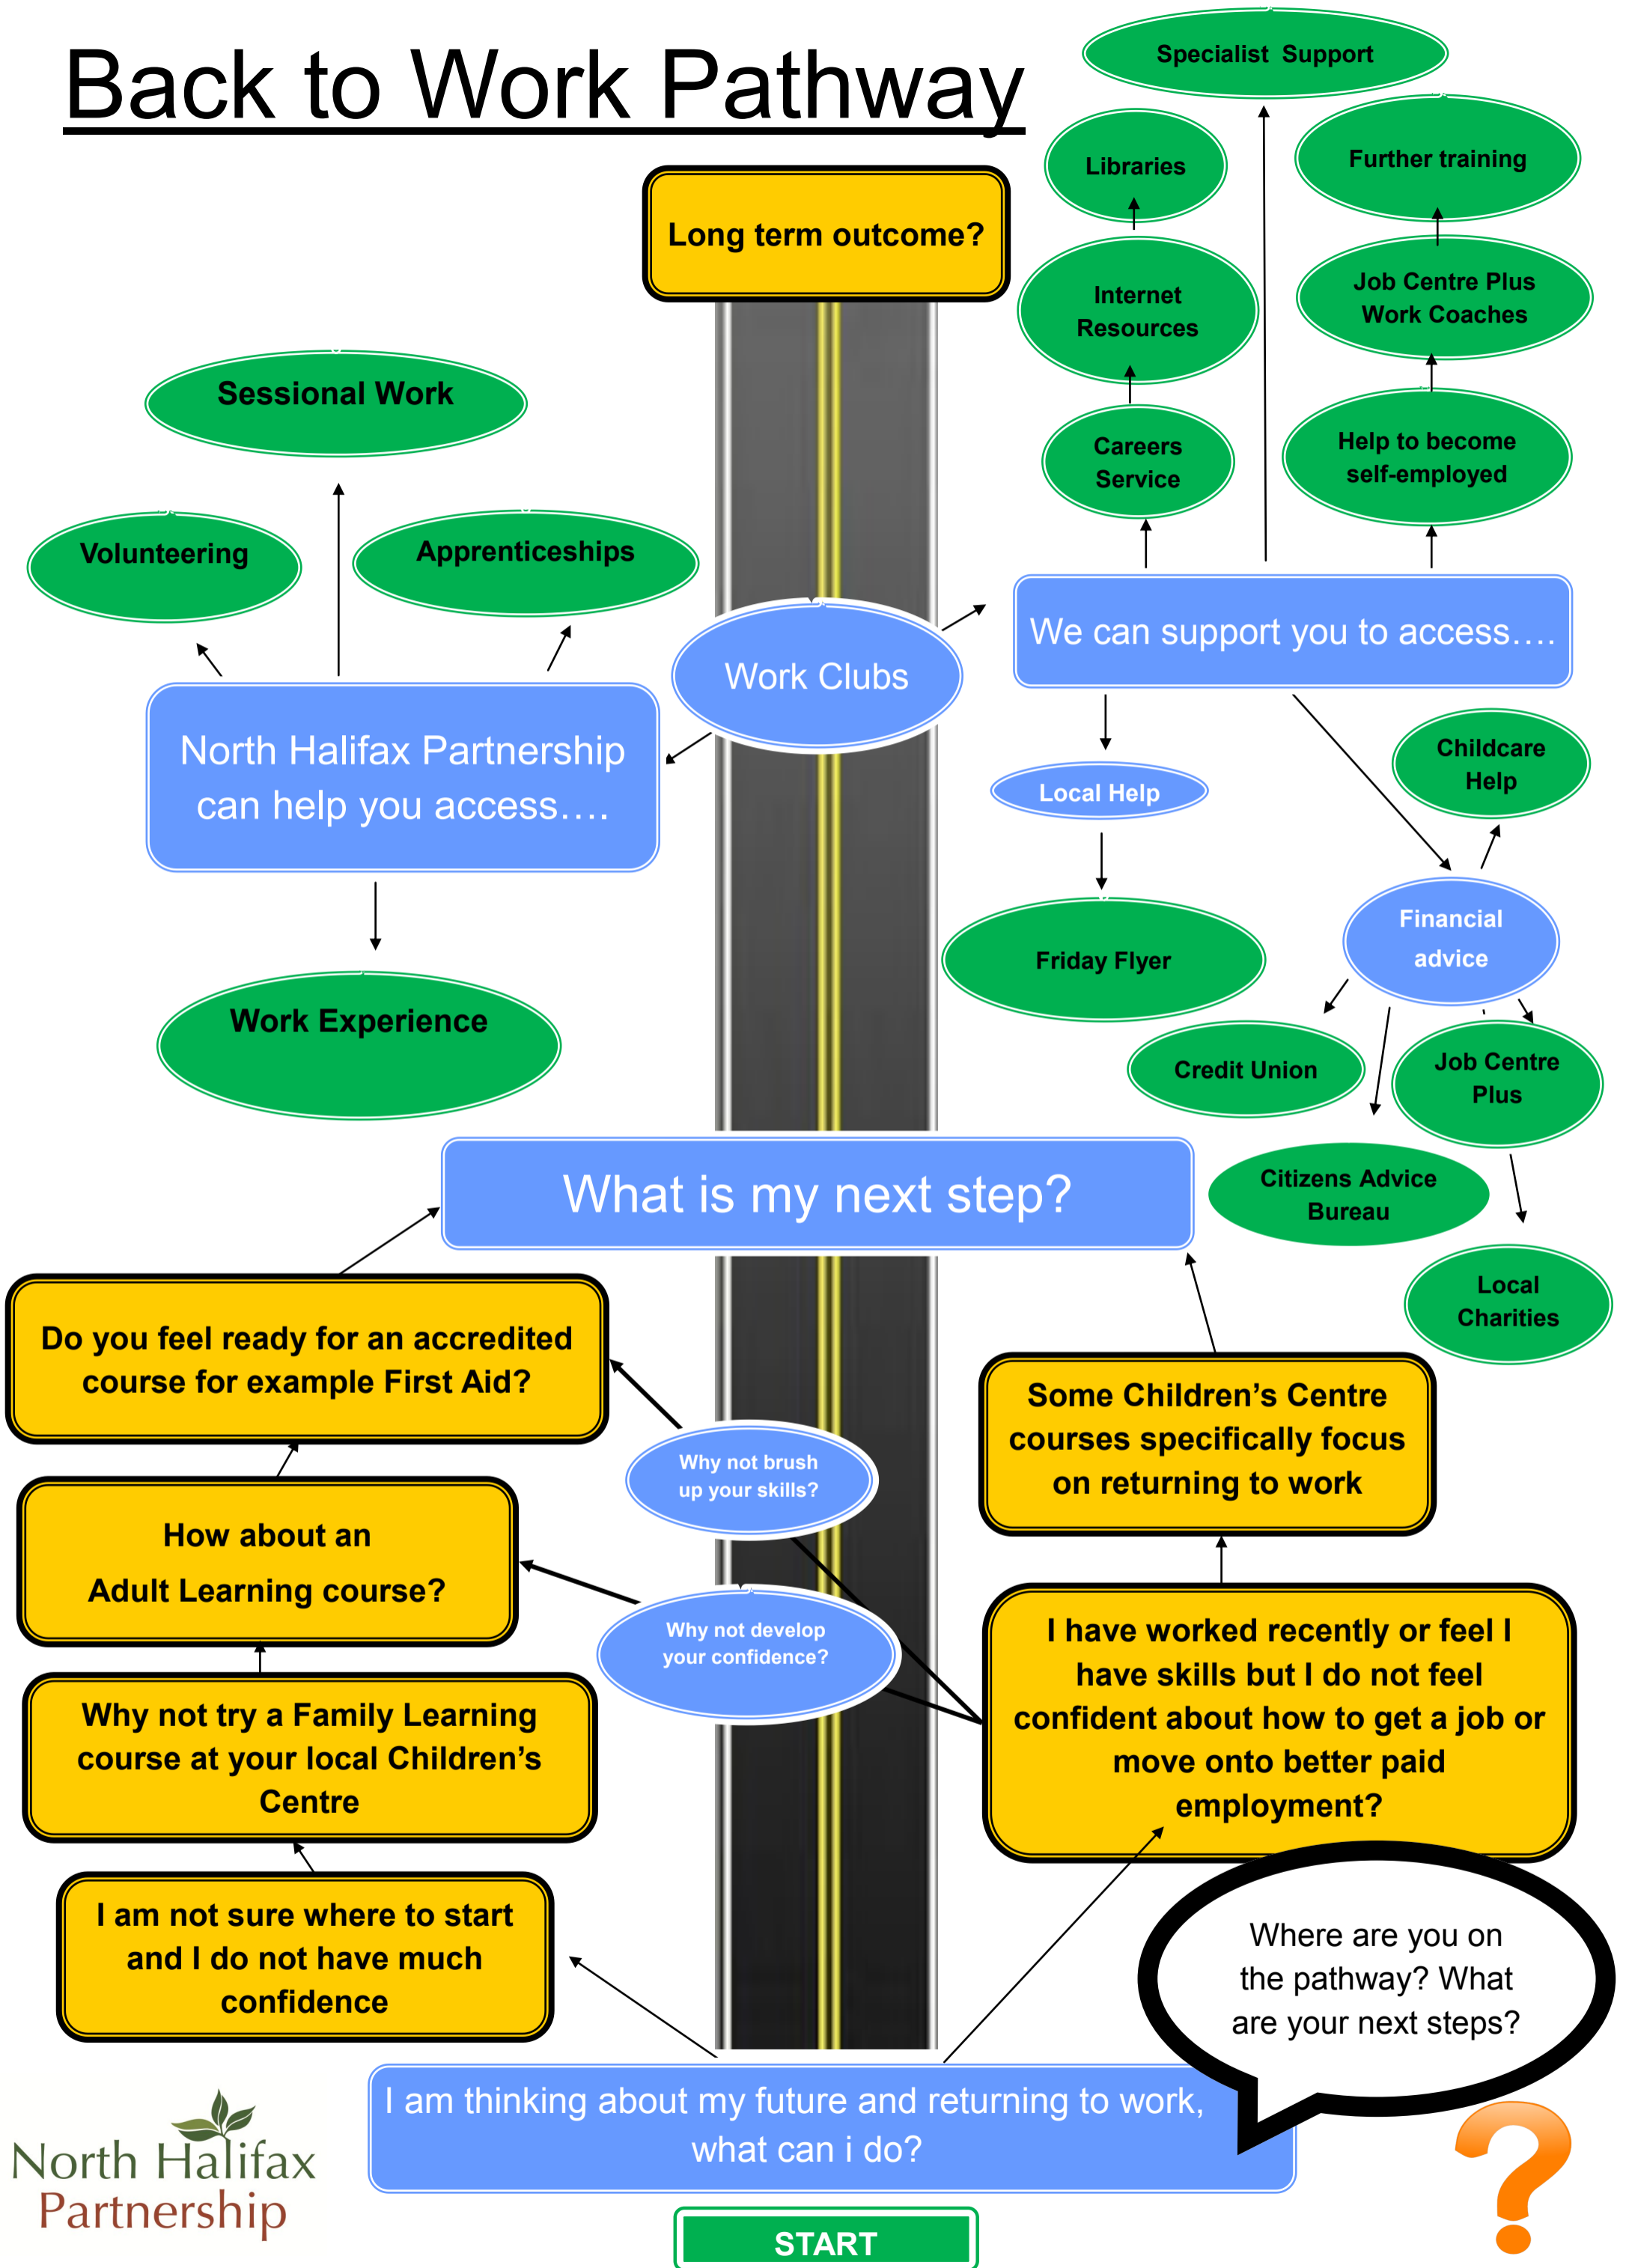 Back to Work Pathway
Specialist  Support
Libraries
Further training
Long term outcome?
Internet
Resources
Job Centre Plus
Work Coaches
Sessional Work
Careers
Service
Help to become
self-employed
Volunteering
Apprenticeships
Work Clubs
We can support you to access....
North Halifax Partnership
can help you access....
Childcare
Help
Local Help
Financial
advice
Friday Flyer
Work Experience
Credit Union
Job Centre
Plus
Citizens Advice
Bureau
Local
Charities
What is my next step?
Do you feel ready for an accredited
course for example First Aid?
Some Children's Centre
courses specifically focus
on returning to work
Why not brush
up your skills?
How about an
Adult Learning course?
Why not develop
your confidence?
I have worked recently or feel I
have skills but I do not feel
confident about how to get a job or
move onto better paid
employment?
Why not try a Family Learning
course at your local Children's
Centre
I am not sure where to start
and I do not have much
confidence
Where are you on
the pathway? What
are your next steps?
I am thinking about my future and returning to work,
what can i do?
North Halifax
Partnership
?
START